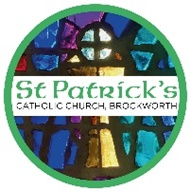 St Patrick's
CATHOLIC CHURCH, BROCKWORTH